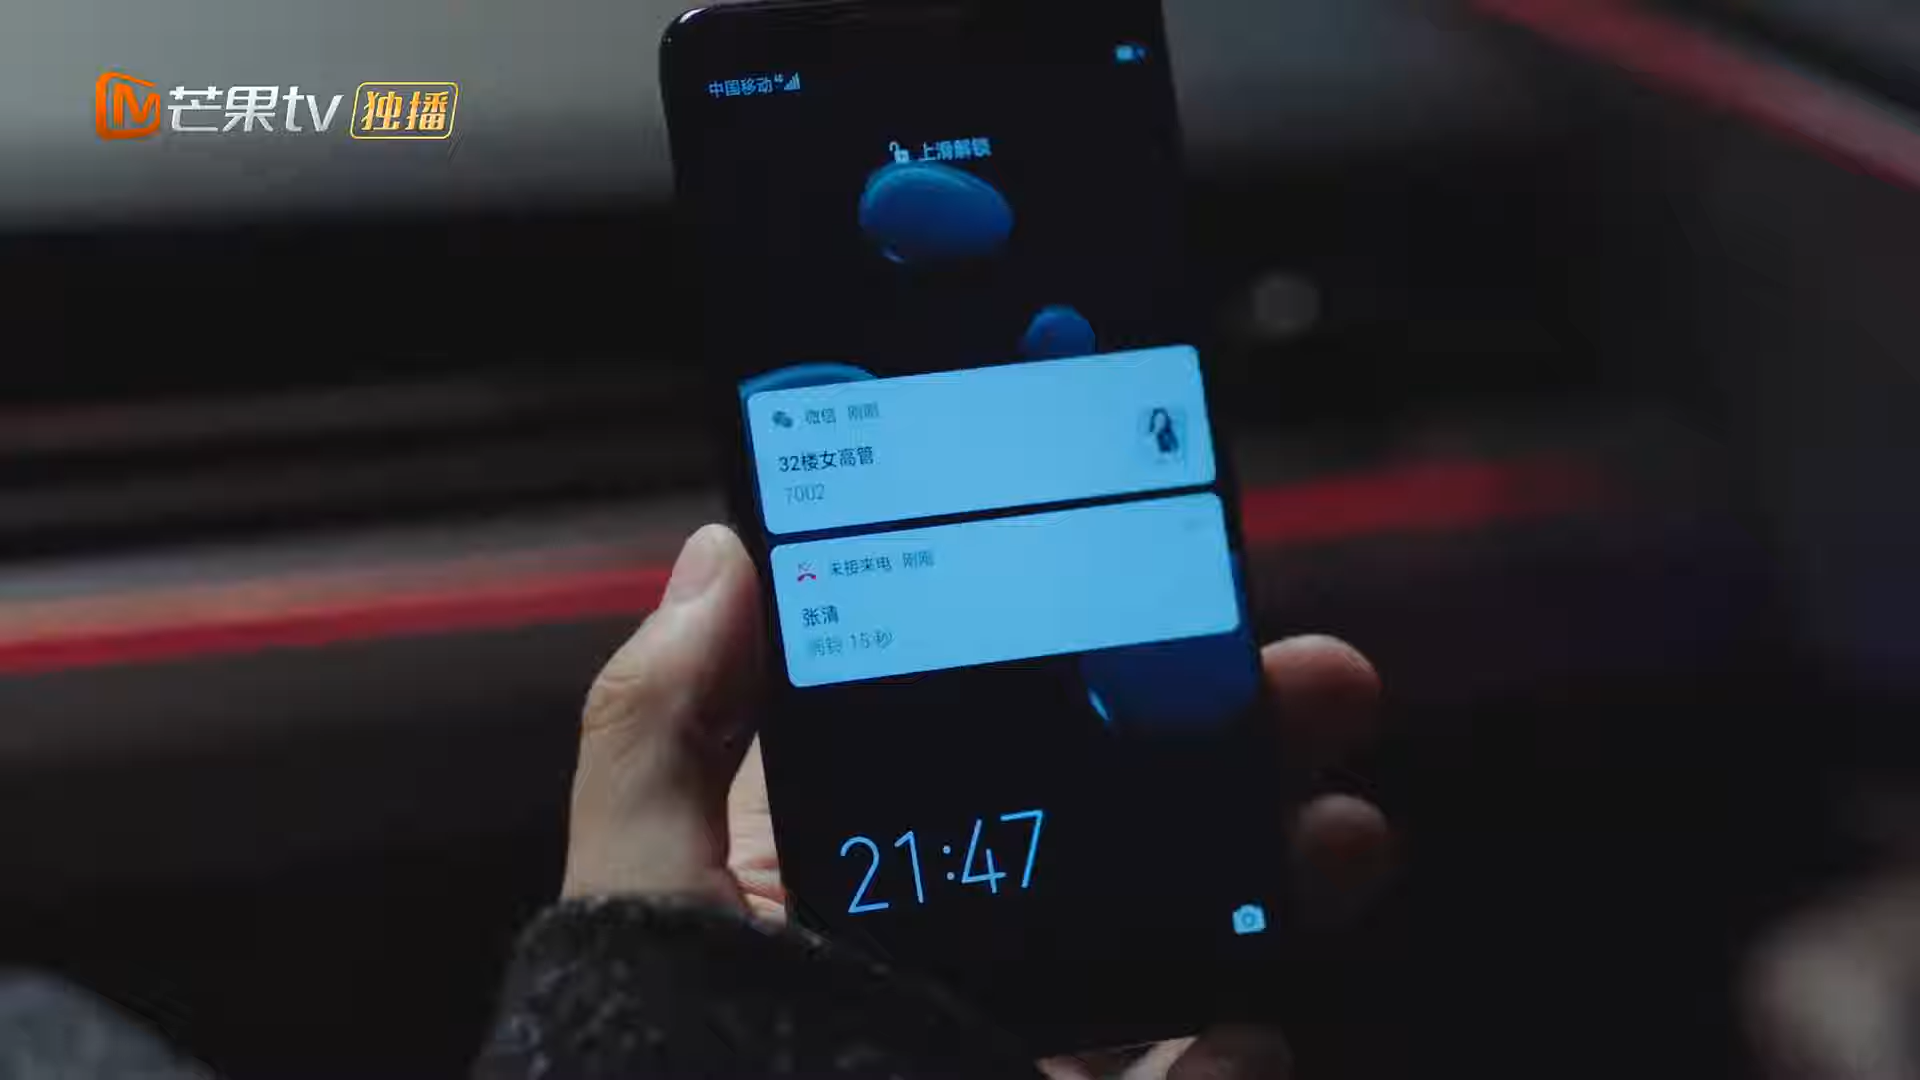 芒果tv 独播
中国移动 4G
上滑解锁
微信 刚刚
32楼女高管
7002
未接来电 刚刚
张清
响铃 15 秒
21:47